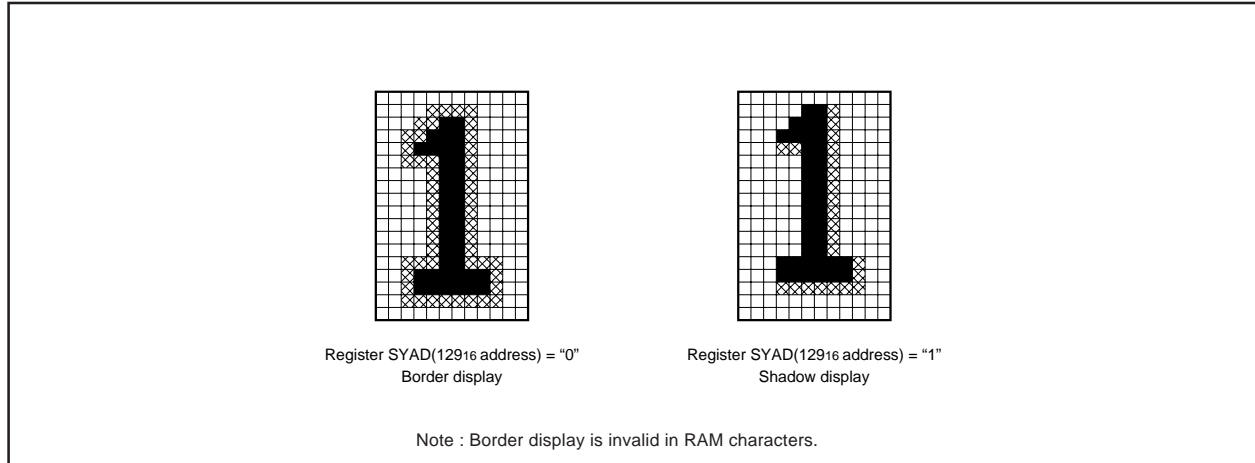 Register SYAD(12916 address) = “0”
Border display
Register SYAD(12916 address) = “1”
Shadow display
Note : Border display is invalid in RAM characters.